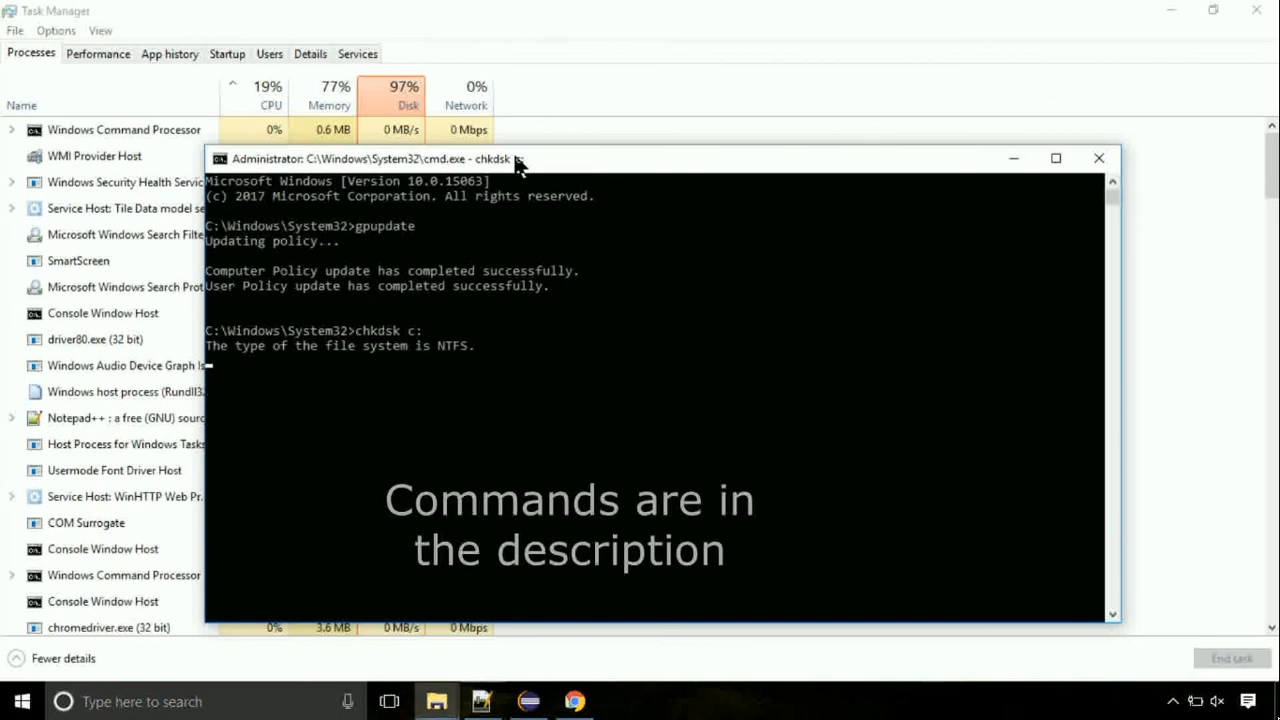 Task Manager
File Options View
Processes Performance App history Startup Users Details Services
19% 77% 97% 0%
Name CPU Memory Disk Network
Windows Command Processor 0% 0.6 MB 0 MB/s 0 Mbps
WMI Provider Host
Windows Security Health Servic
Service Host: Tile Data model se
Microsoft Windows Search Filte
SmartScreen
Microsoft Windows Search Prot
Console Window Host
driver80.exe (32 bit)
Windows Audio Device Graph Is
Windows host process (Rundll32
Notepad++ : a free (GNU) sourc
Host Process for Windows Tasks
Usermode Font Driver Host
Service Host: WinHTTP Web Pr...
COM Surrogate
Console Window Host
Windows Command Processor
Console Window Host
chromedriver.exe (32 bit) 0% 3.6 MB 0 MB/s 0 Mbps
Administrator: C:\Windows\System32\cmd.exe - chkdsk
Microsoft Windows [Version 10.0.15063]
(c) 2017 Microsoft Corporation. All rights reserved.
C:\Windows\System32>gpupdate
Updating policy...
Computer Policy update has completed successfully.
User Policy update has completed successfully.
C:\Windows\System32>chkdsk c:
The type of the file system is NTFS.
Commands are in
the description
Fewer details
End task
Type here to search